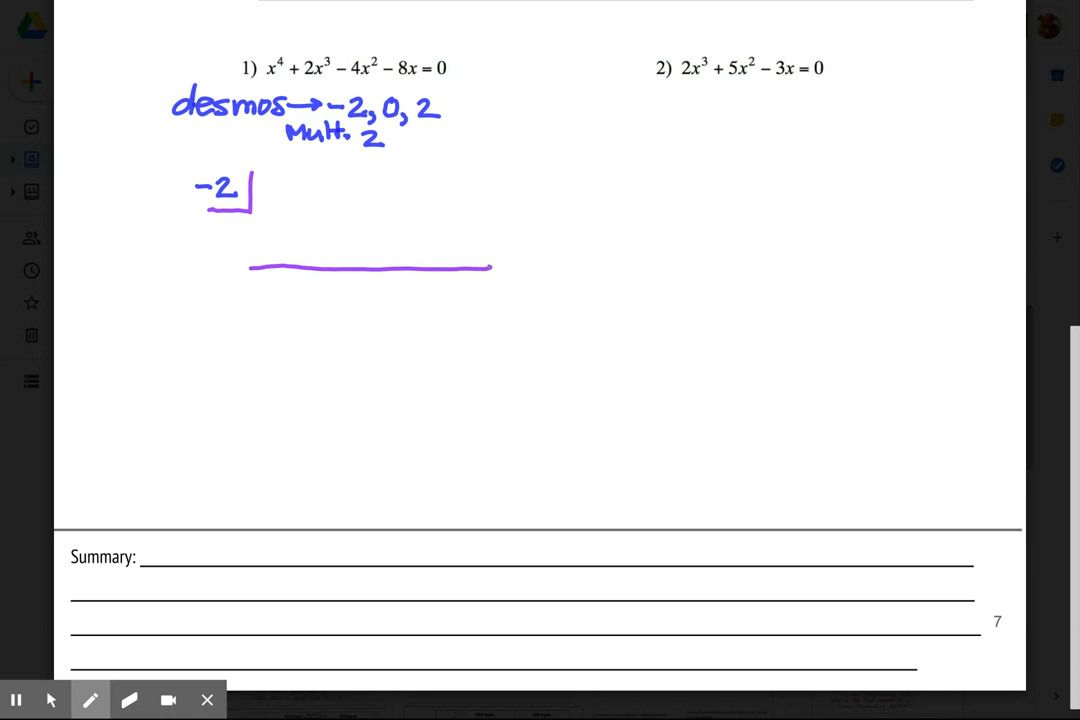 1) x⁴ + 2x³ − 4x² − 8x = 0
2) 2x³ + 5x² − 3x = 0
desmos→ -2, 0, 2
Mult. 2
-2
Summary:
7